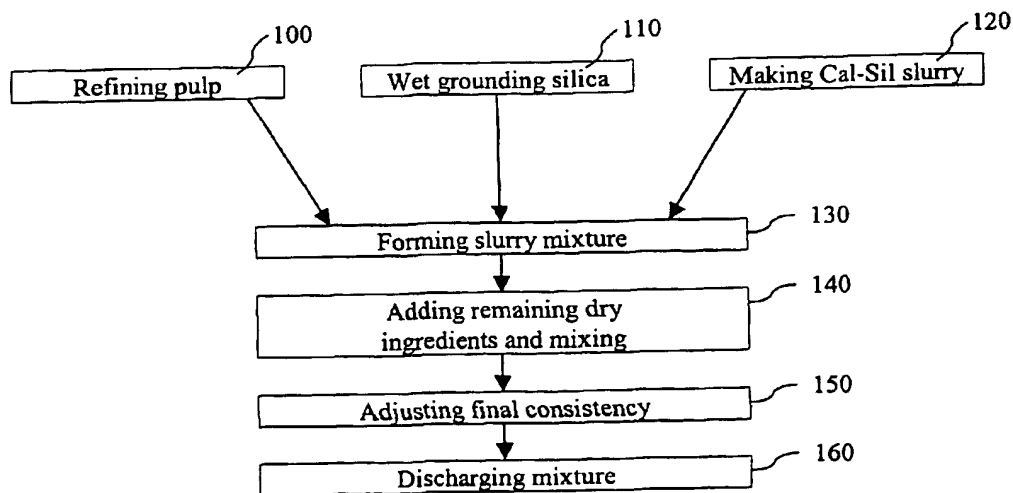 100
110
120
Refining pulp
Wet grounding silica
Making Cal-Sil slurry
130
Forming slurry mixture
140
Adding remaining dry
ingredients and mixing
150
Adjusting final consistency
160
Discharging mixture